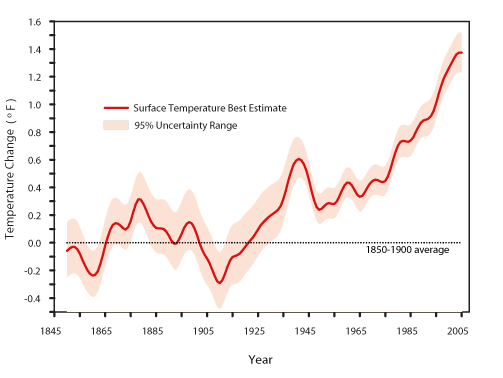 1.6
1.4
1.2
1.0
0.8
0.6
0.4
0.2
0.0
-0.2
-0.4
Temperature Change ( ° F )
Surface Temperature Best Estimate
95% Uncertainty Range
1850-1900 average
1845 1865 1885 1905 1925 1945 1965 1985 2005
Year